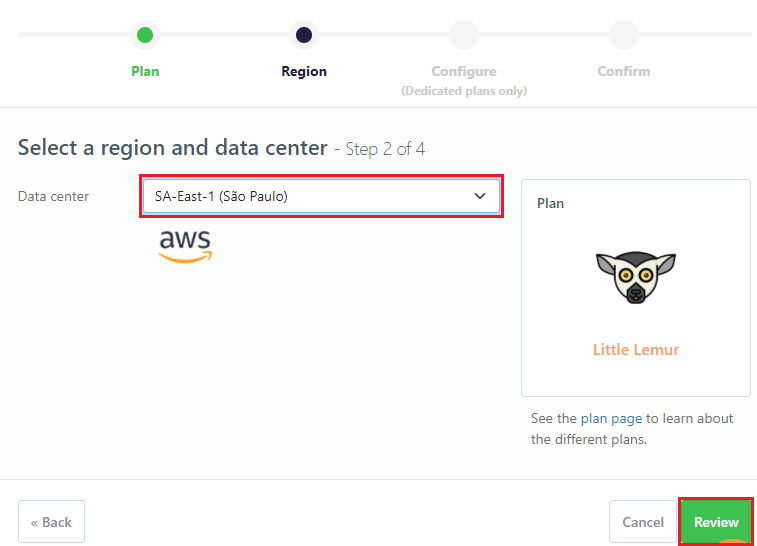 Plan
Region
Configure
(Dedicated plans only)
Confirm
Select a region and data center - Step 2 of 4
Data center
SA-East-1 (São Paulo)
aws
Plan
Little Lemur
See the plan page to learn about
the different plans.
« Back
Cancel
Review